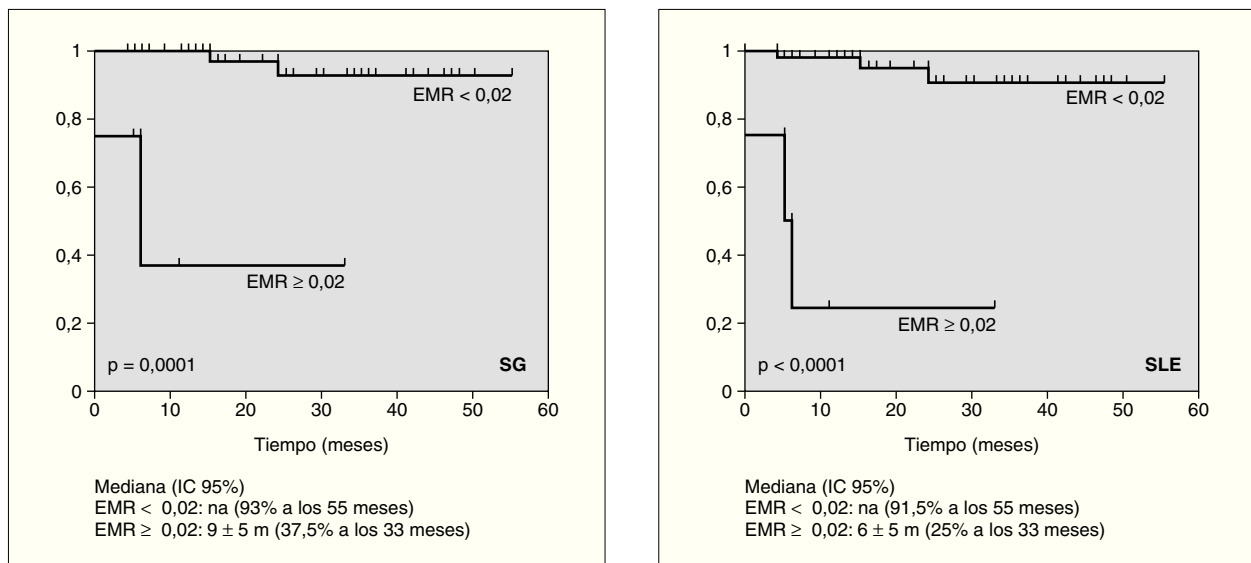 1
0,8
0,6
0,4
0,2
0
EMR < 0,02
EMR ≥ 0,02
p = 0,0001
SG
0 10 20 30 40 50 60
Tiempo (meses)
Mediana (IC 95%)
EMR < 0,02: na (93% a los 55 meses)
EMR ≥ 0,02: 9 ± 5 m (37,5% a los 33 meses)
1
0,8
0,6
0,4
0,2
0
EMR < 0,02
EMR ≥ 0,02
p < 0,0001
SLE
0 10 20 30 40 50 60
Tiempo (meses)
Mediana (IC 95%)
EMR < 0,02: na (91,5% a los 55 meses)
EMR ≥ 0,02: 6 ± 5 m (25% a los 33 meses)